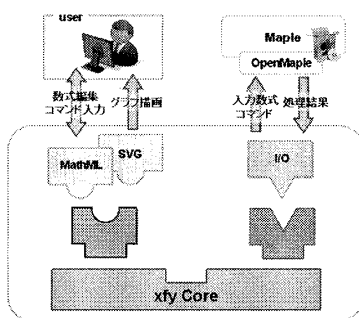 user
Maple
OpenMaple
数式編集
コマンド入力
グラフ描画
入力数式
コマンド
処理結果
MathML
SVG
I/O
xfy Core